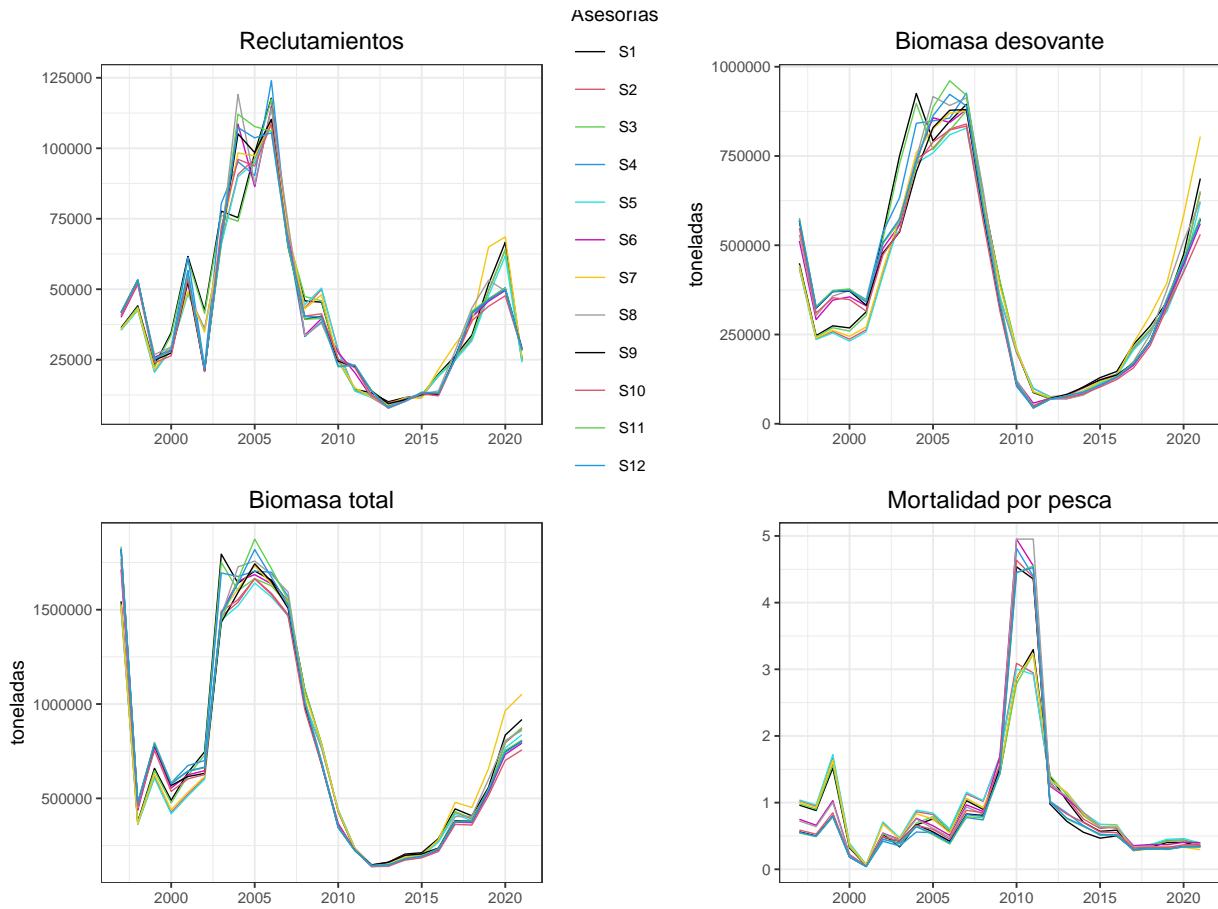 Asesorías
Reclutamientos
125000
100000
75000
50000
25000
2000
2005
2010
2015
2020
S1
S2
S3
S4
S5
S6
S7
S8
S9
S10
S11
S12
Biomasa desovante
toneladas
1000000
750000
500000
250000
0
2000
2005
2010
2015
2020
Biomasa total
toneladas
1500000
1000000
500000
2000
2005
2010
2015
2020
Mortalidad por pesca
5
4
3
2
1
0
2000
2005
2010
2015
2020